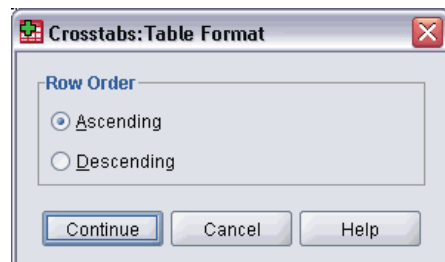 Crosstabs: Table Format
Row Order
Ascending
Descending
Continue Cancel Help